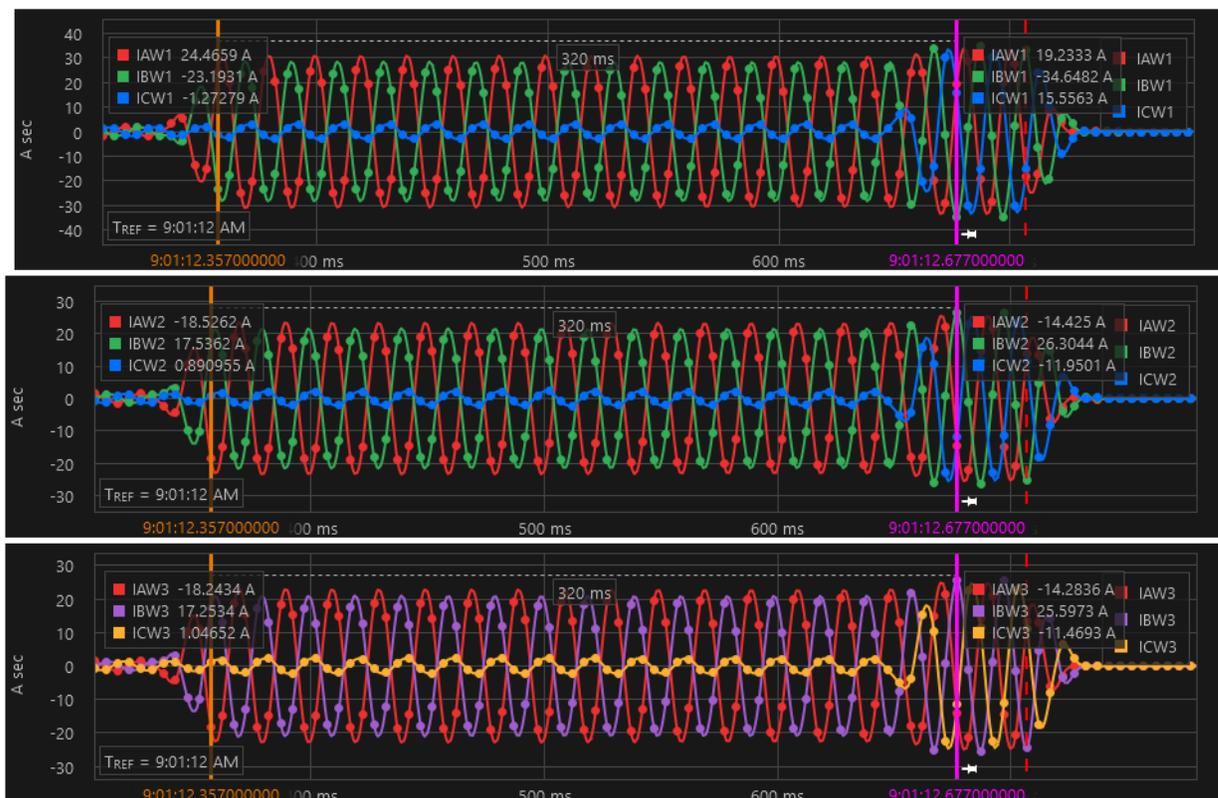 40
30
20
10
0
-10
-20
-30
-40
A sec
IAW1 24.4659 A
IBW1 -23.1931 A
ICW1 -1.27279 A
320 ms
IAW1 19.2333 A
IBW1 -34.6482 A
ICW1 15.5563 A
IAW1
IBW1
ICW1
TREF = 9:01:12 AM
9:01:12.357000000
00 ms
500 ms
600 ms
9:01:12.677000000
30
20
10
0
-10
-20
-30
A sec
IAW2 -18.5262 A
IBW2 17.5362 A
ICW2 0.890955 A
320 ms
IAW2 -14.425 A
IBW2 26.3044 A
ICW2 -11.9501 A
IAW2
IBW2
ICW2
TREF = 9:01:12 AM
9:01:12.357000000
00 ms
500 ms
600 ms
9:01:12.677000000
30
20
10
0
-10
-20
-30
A sec
IAW3 -18.2434 A
IBW3 17.2534 A
ICW3 1.04652 A
320 ms
IAW3 -14.2836 A
IBW3 25.5973 A
ICW3 -11.4693 A
IAW3
IBW3
ICW3
TREF = 9:01:12 AM
9:01:12.357000000
00 ms
500 ms
600 ms
9:01:12.677000000